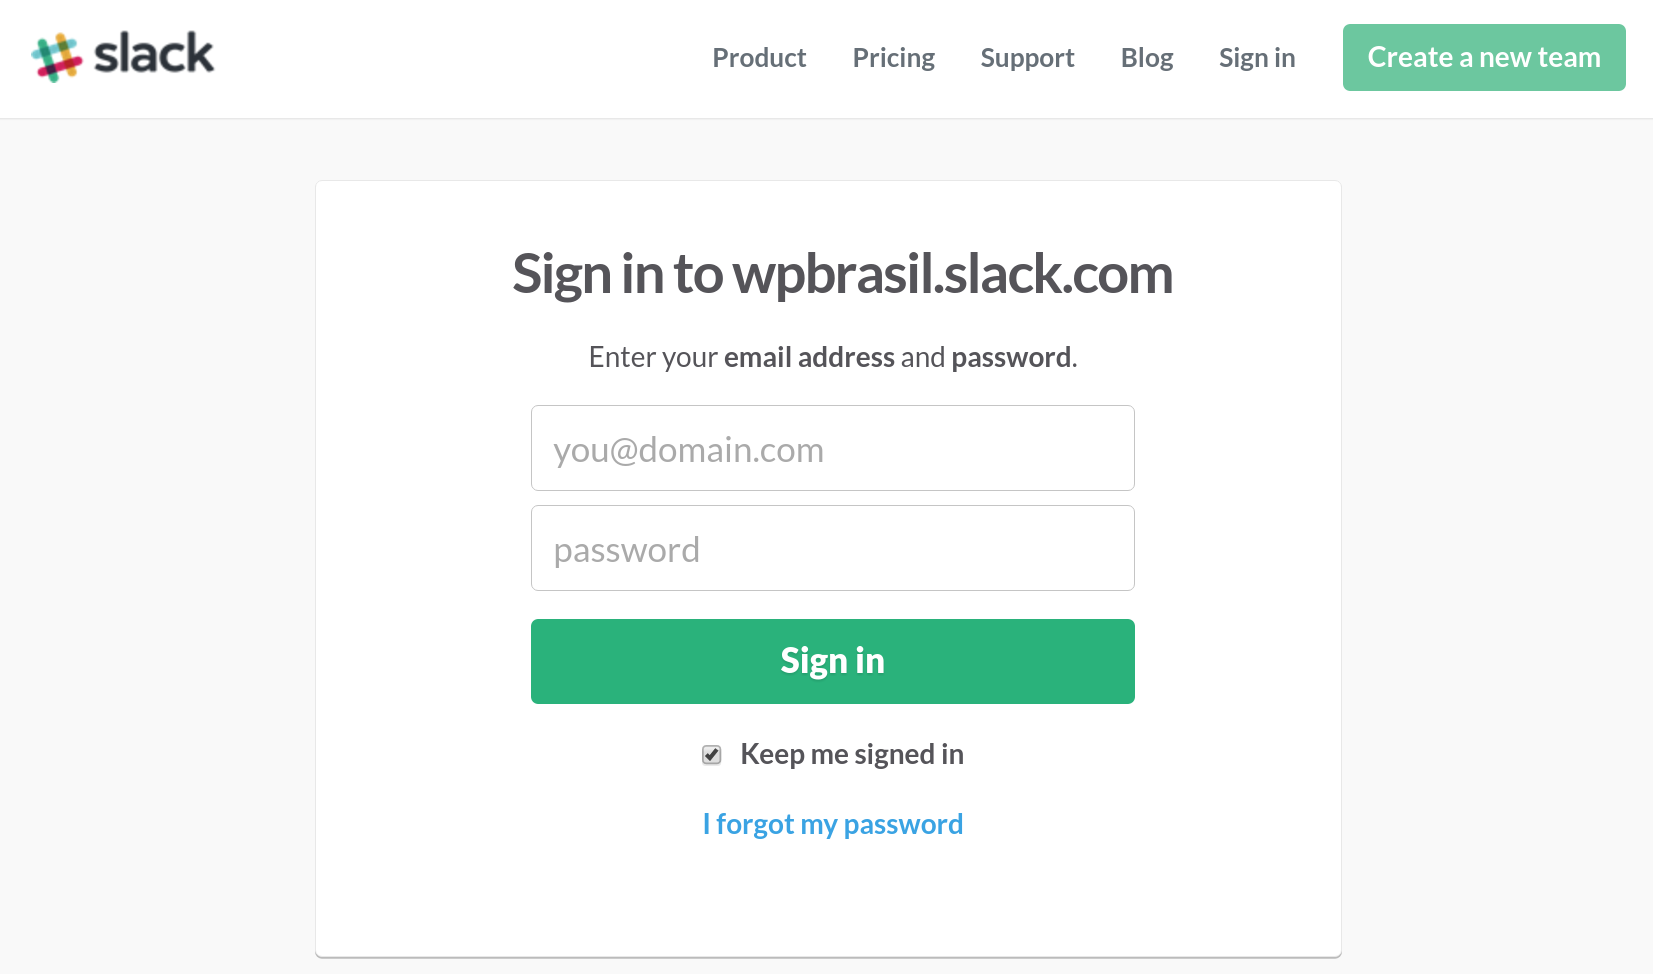 slack
Product Pricing Support Blog Sign in Create a new team
Sign in to wpbrasil.slack.com
Enter your email address and password.
you@domain.com
password
Sign in
Keep me signed in
I forgot my password